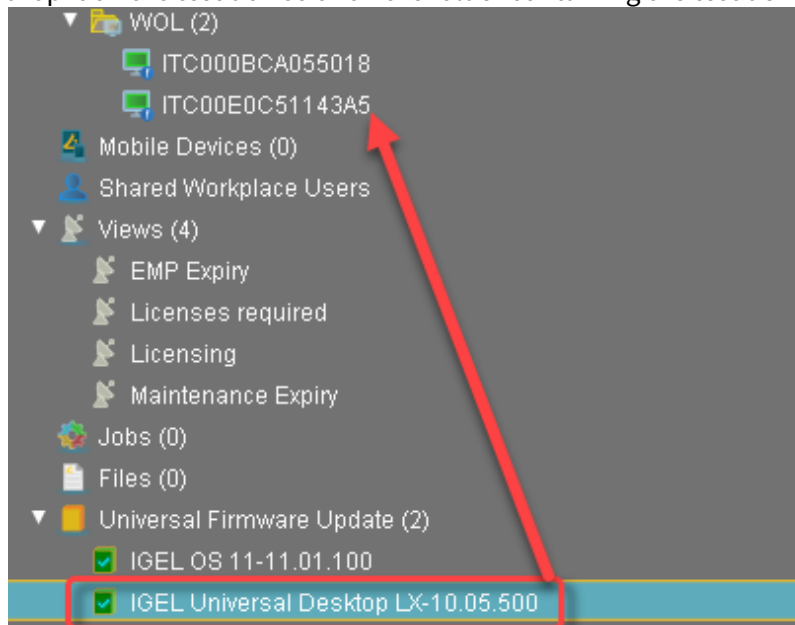 WOL (2)
ITC000BCA055018
ITC00E0C51143A5
Mobile Devices (0)
Shared Workplace Users
Views (4)
EMP Expiry
Licenses required
Licensing
Maintenance Expiry
Jobs (0)
Files (0)
Universal Firmware Update (2)
IGEL OS 11-11.01.100
IGEL Universal Desktop LX-10.05.500